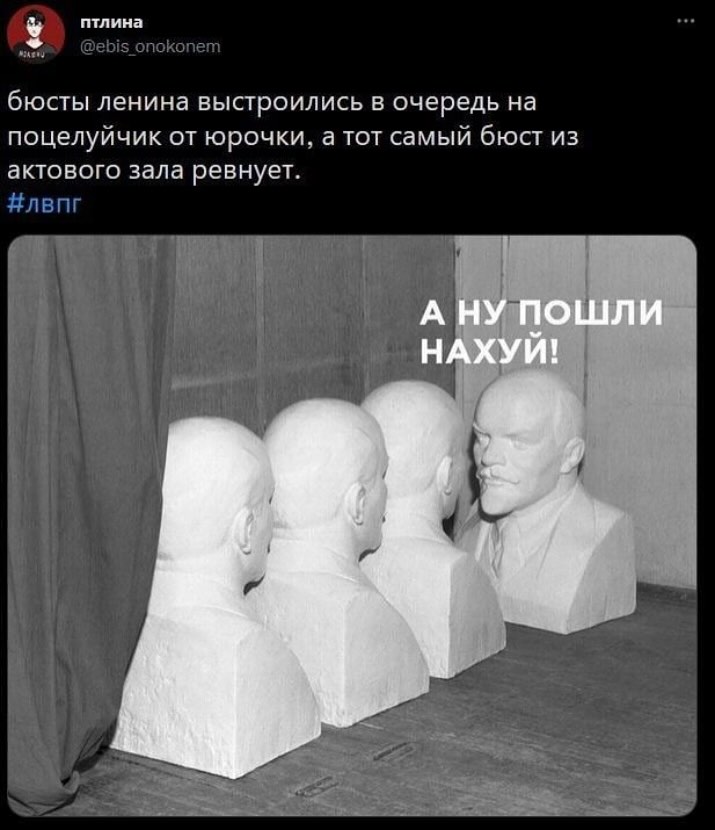 птлина
@ebis_onokonem
бюсты ленина выстроились в очередь на
поцелуйчик от юрочки, а тот самый бюст из
актового зала ревнует.
#лвпг
А НУ ПОШЛИ
НАХУЙ!